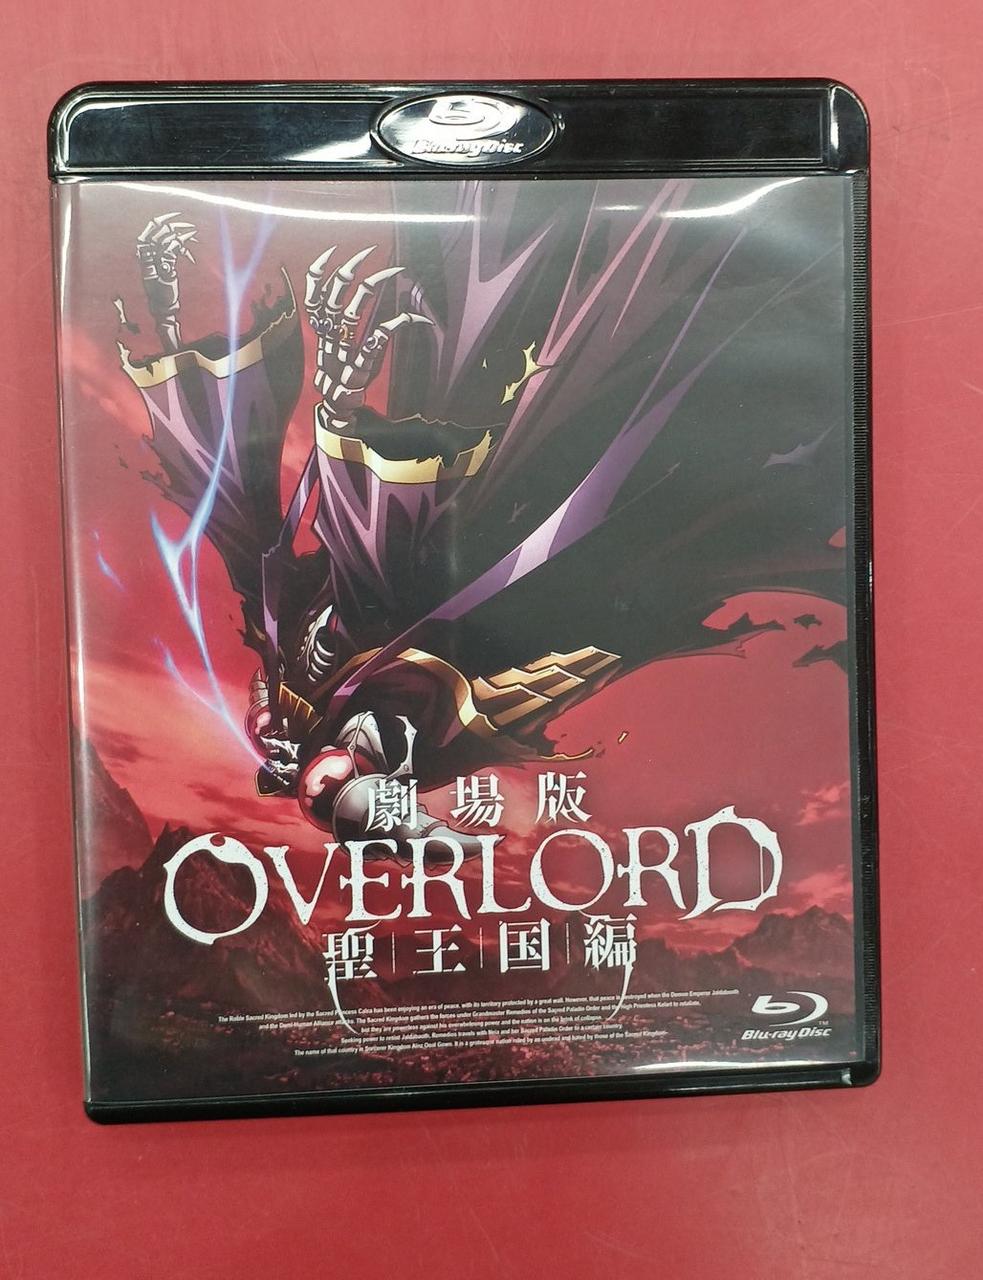 Blu-ray Disc
劇場版
OVERLORD
聖王国編
The Roble Sacred Kingdom led by the Sacred Princess Calca has been enjoying an era of peace, with its territory protected by a great wall. However, that peace is destroyed when the Demon Emperor Jaldabaoth
and the Demi-Human Alliance attacks. The Sacred Kingdom gathers the forces under Grandmaster Remedios of the Sacred Paladin Order and the High Priestess Kelart to retaliate,
but they are powerless against his overwhelming power and the nation is on the brink of collapse.
Seeking power to resist Jaldabaoth, Remedios travels with Neia and her Sacred Paladin Order to a certain country.
The name of that country is Sorcerer Kingdom Ainz Ooal Gown. It is a grotesque nation ruled by an undead and hated by those of the Sacred Kingdom.
Blu-ray Disc™